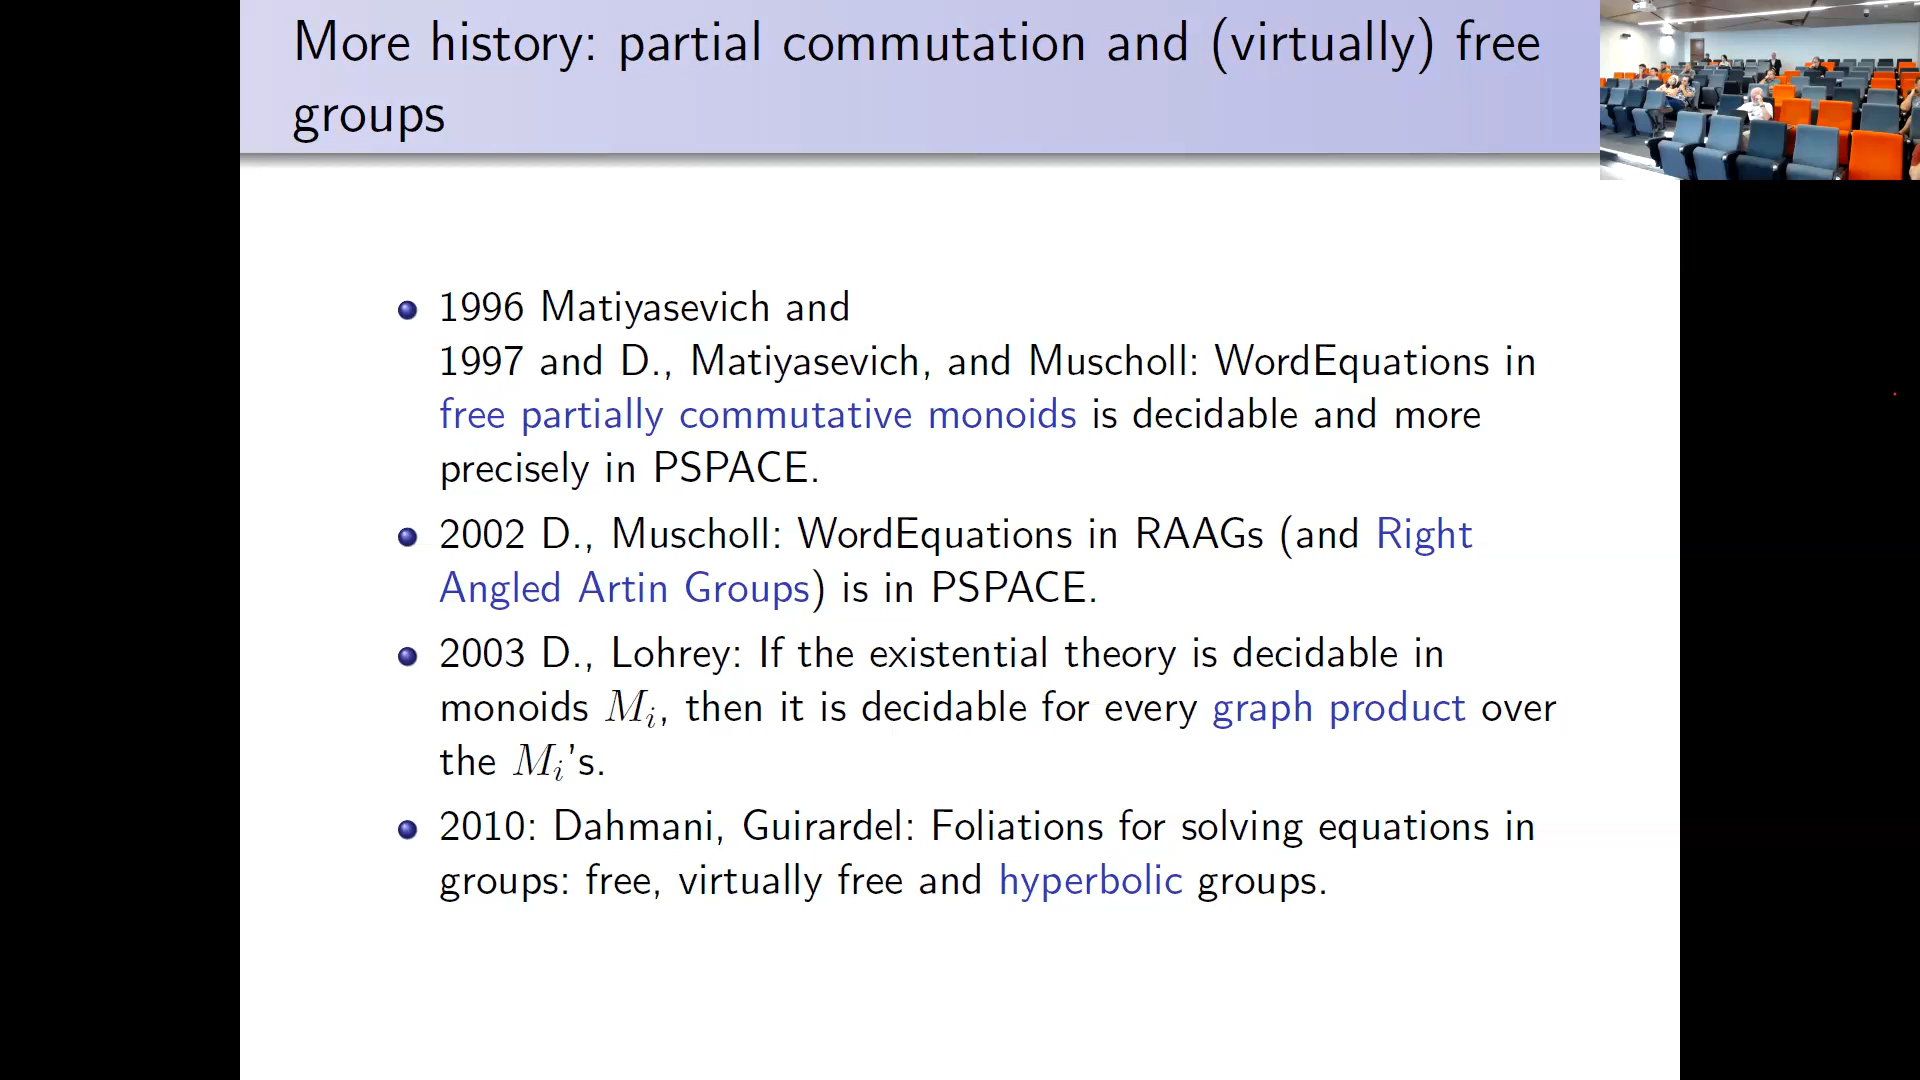 More history: partial commutation and (virtually) free
groups
1996 Matiyasevich and
1997 and D., Matiyasevich, and Muscholl: WordEquations in
free partially commutative monoids is decidable and more
precisely in PSPACE.
2002 D., Muscholl: WordEquations in RAAGs (and Right
Angled Artin Groups) is in PSPACE.
2003 D., Lohrey: If the existential theory is decidable in
monoids M_i, then it is decidable for every graph product over
the M_i's.
2010: Dahmani, Guirardel: Foliations for solving equations in
groups: free, virtually free and hyperbolic groups.